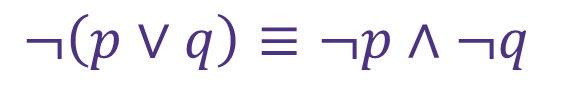 ¬(𝑝 ∨ 𝑞) ≡ ¬𝑝 ∧ ¬𝑞